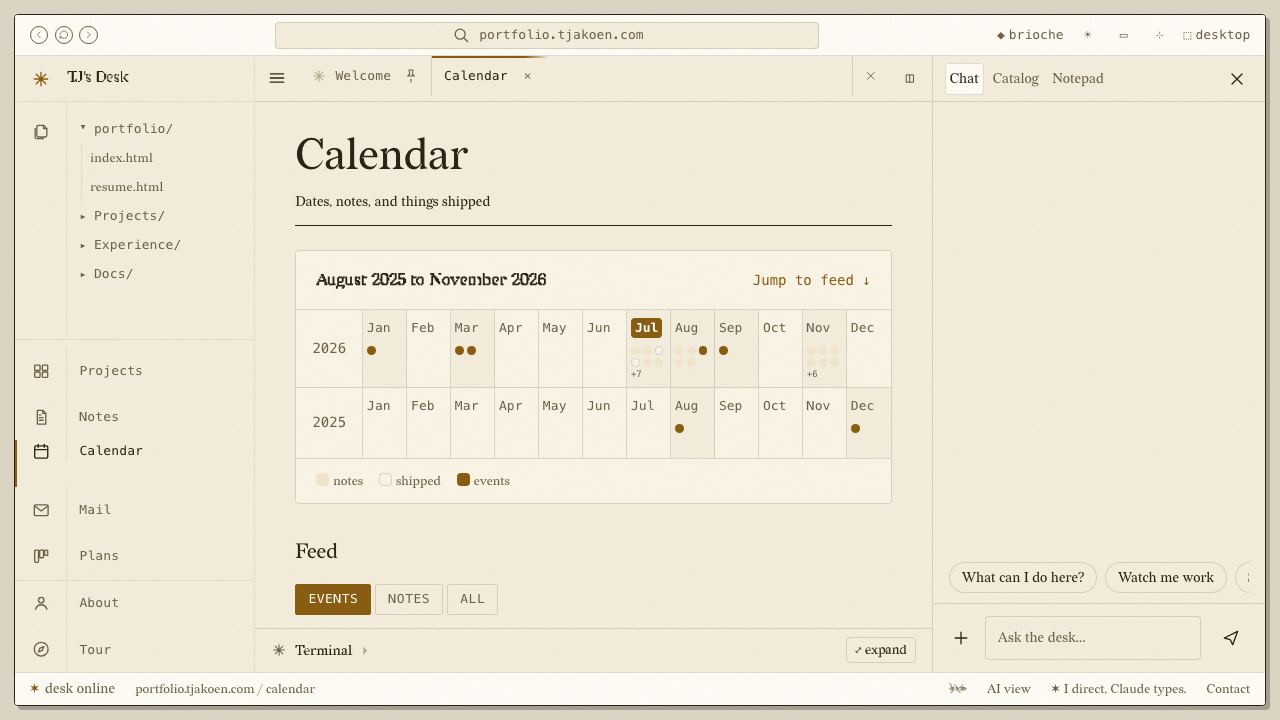 portfolio.tjakoen.com
◆ brioche
desktop
TJ's Desk
Welcome
Calendar ×
Chat
Catalog
Notepad
portfolio/
index.html
resume.html
Projects/
Experience/
Docs/
Projects
Notes
Calendar
Mail
Plans
About
Tour
Calendar
Dates, notes, and things shipped
August 2025 to November 2026
Jump to feed ↓
2026
Jan
Feb
Mar
Apr
May
Jun
Jul
+7
Aug
Sep
Oct
Nov
+6
Dec
2025
Jan
Feb
Mar
Apr
May
Jun
Jul
Aug
Sep
Oct
Nov
Dec
notes
shipped
events
Feed
EVENTS
NOTES
ALL
Terminal
expand
What can I do here?
Watch me work
Ask the desk...
desk online
portfolio.tjakoen.com / calendar
AI view
I direct, Claude types.
Contact